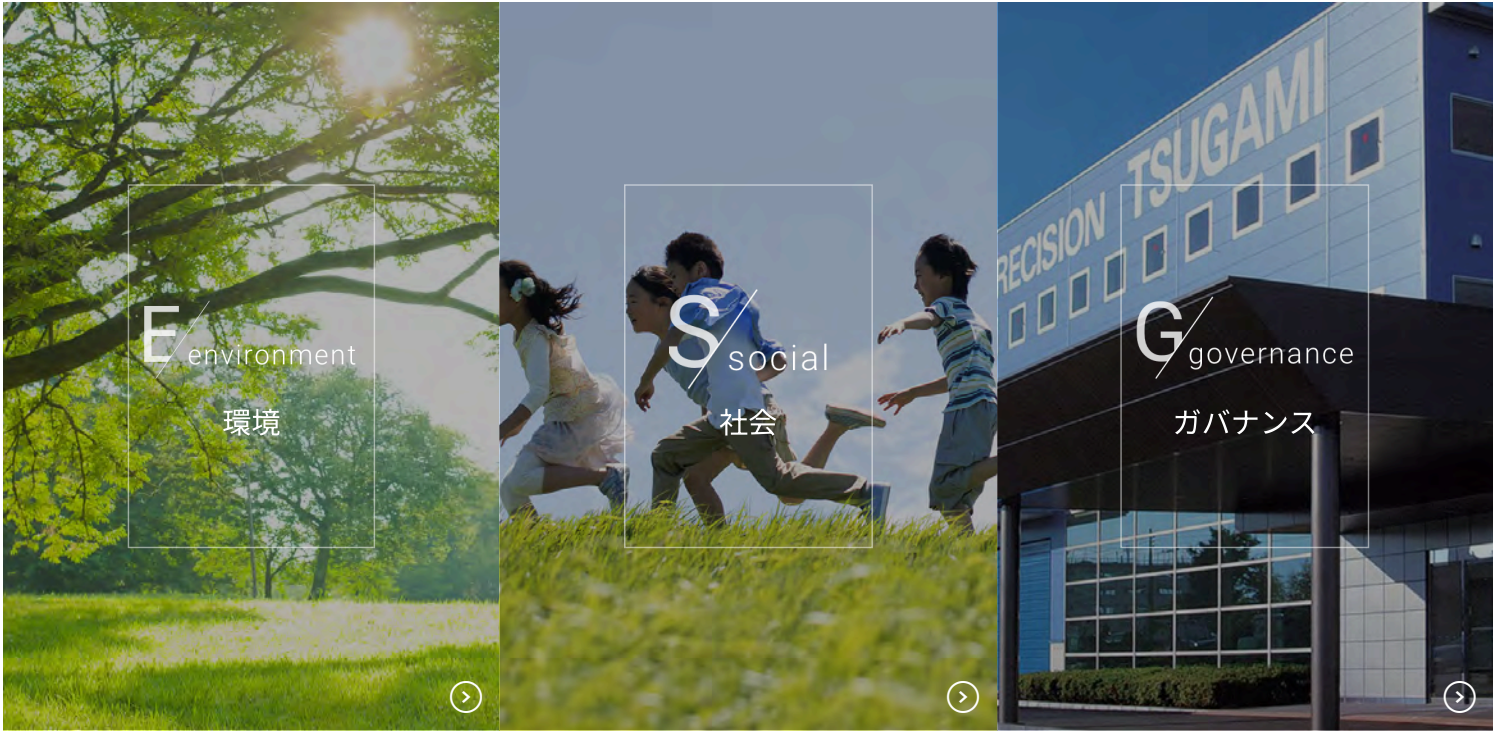 E/environment
環境
S/social
社会
RECISION TSUGAMI
G/governance
ガバナンス